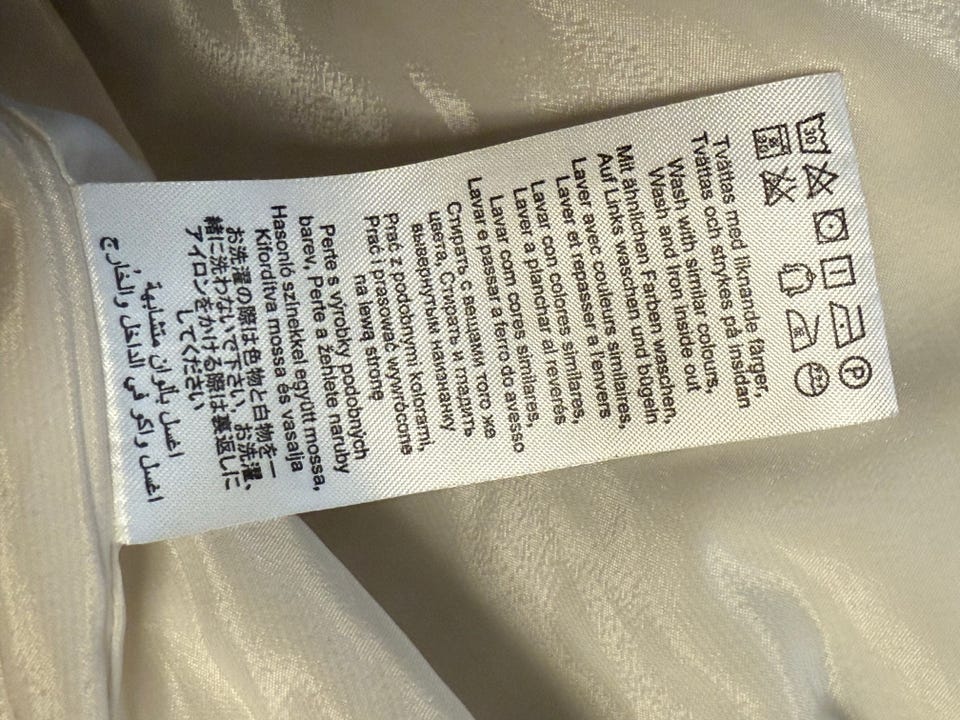 30
P
Tvättas med liknande färger,
Tvättas och strykes på insidan
Wash with similar colours,
Wash and Iron inside out
Mit ähnlichen Farben waschen,
Auf Links waschen und bügeln
Laver avec couleurs similaires,
Laver et repasser a l'envers
Lavar con colores similares,
Laver a planchar al reverés
Lavar com cores similares,
Lavar e passar a ferro do avesso
Стирать с вещами того же
цвета, Стирать и гладить
вывернутым наизнанку
Prać z podobnymi kolorami,
Prać i prasować wywrócone
na lewą stronę
Perte s výrobky podobných
barev, Perte a žehlete naruby
Hasonló színekkel együtt mossa,
Kifordítva mossa és vasalja
お洗濯の際は色物と白物を一
緒に洗わないで下さい, お洗濯、
アイロンをかける際は裏返しに
してください
اغسل بألوان متشابهة
اغسل واكو في الداخل والخارج